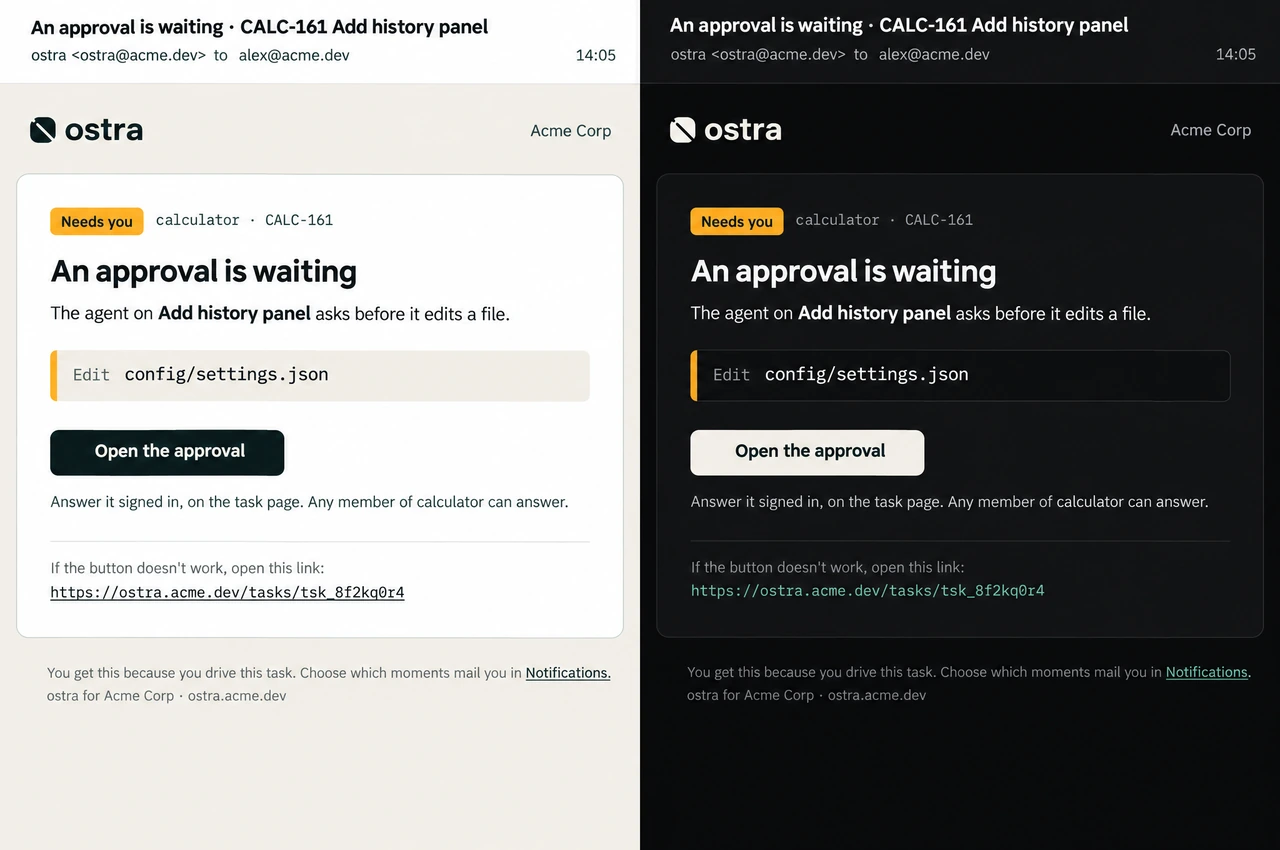 An approval is waiting · CALC-161 Add history panel
ostra <ostra@acme.dev> to alex@acme.dev 14:05
ostra Acme Corp
Needs you calculator · CALC-161
An approval is waiting
The agent on Add history panel asks before it edits a file.
Edit config/settings.json
Open the approval
Answer it signed in, on the task page. Any member of calculator can answer.
If the button doesn't work, open this link:
https://ostra.acme.dev/tasks/tsk_8f2kq0r4
You get this because you drive this task. Choose which moments mail you in Notifications.
ostra for Acme Corp · ostra.acme.dev
An approval is waiting · CALC-161 Add history panel
ostra <ostra@acme.dev> to alex@acme.dev 14:05
ostra Acme Corp
Needs you calculator · CALC-161
An approval is waiting
The agent on Add history panel asks before it edits a file.
Edit config/settings.json
Open the approval
Answer it signed in, on the task page. Any member of calculator can answer.
If the button doesn't work, open this link:
https://ostra.acme.dev/tasks/tsk_8f2kq0r4
You get this because you drive this task. Choose which moments mail you in Notifications.
ostra for Acme Corp · ostra.acme.dev